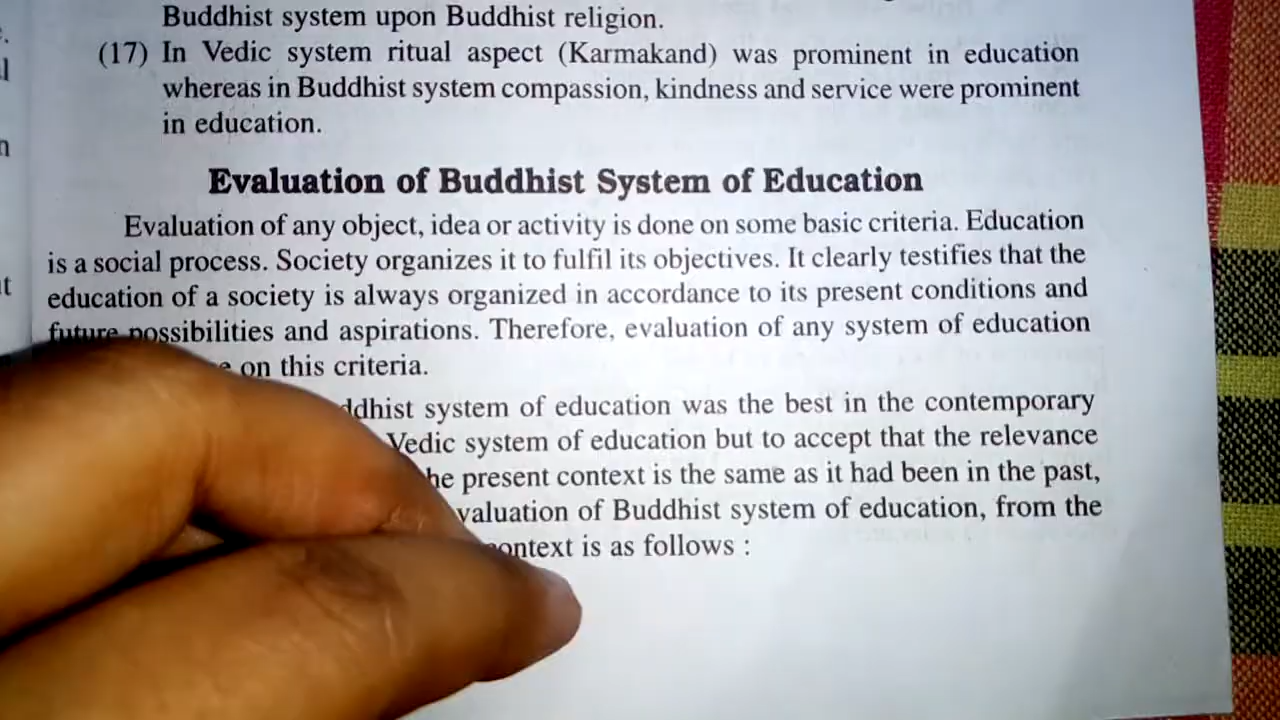 Buddhist system upon Buddhist religion.
(17) In Vedic system ritual aspect (Karmakand) was prominent in education
whereas in Buddhist system compassion, kindness and service were prominent
in education.
Evaluation of Buddhist System of Education
Evaluation of any object, idea or activity is done on some basic criteria. Education
is a social process. Society organizes it to fulfil its objectives. It clearly testifies that the
education of a society is always organized in accordance to its present conditions and
future possibilities and aspirations. Therefore, evaluation of any system of education
on this criteria.
system of education was the best in the contemporary
Vedic system of education but to accept that the relevance
present context is the same as it had been in the past,
of Buddhist system of education, from the
is as follows :